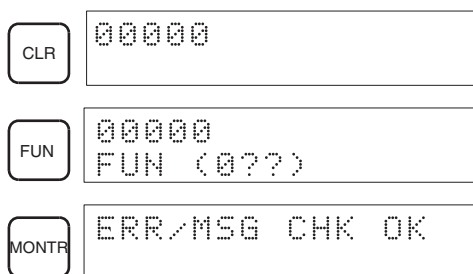 CLR
00000
FUN
00000
FUN (0??)
MONTR
ERR/MSG CHK OK